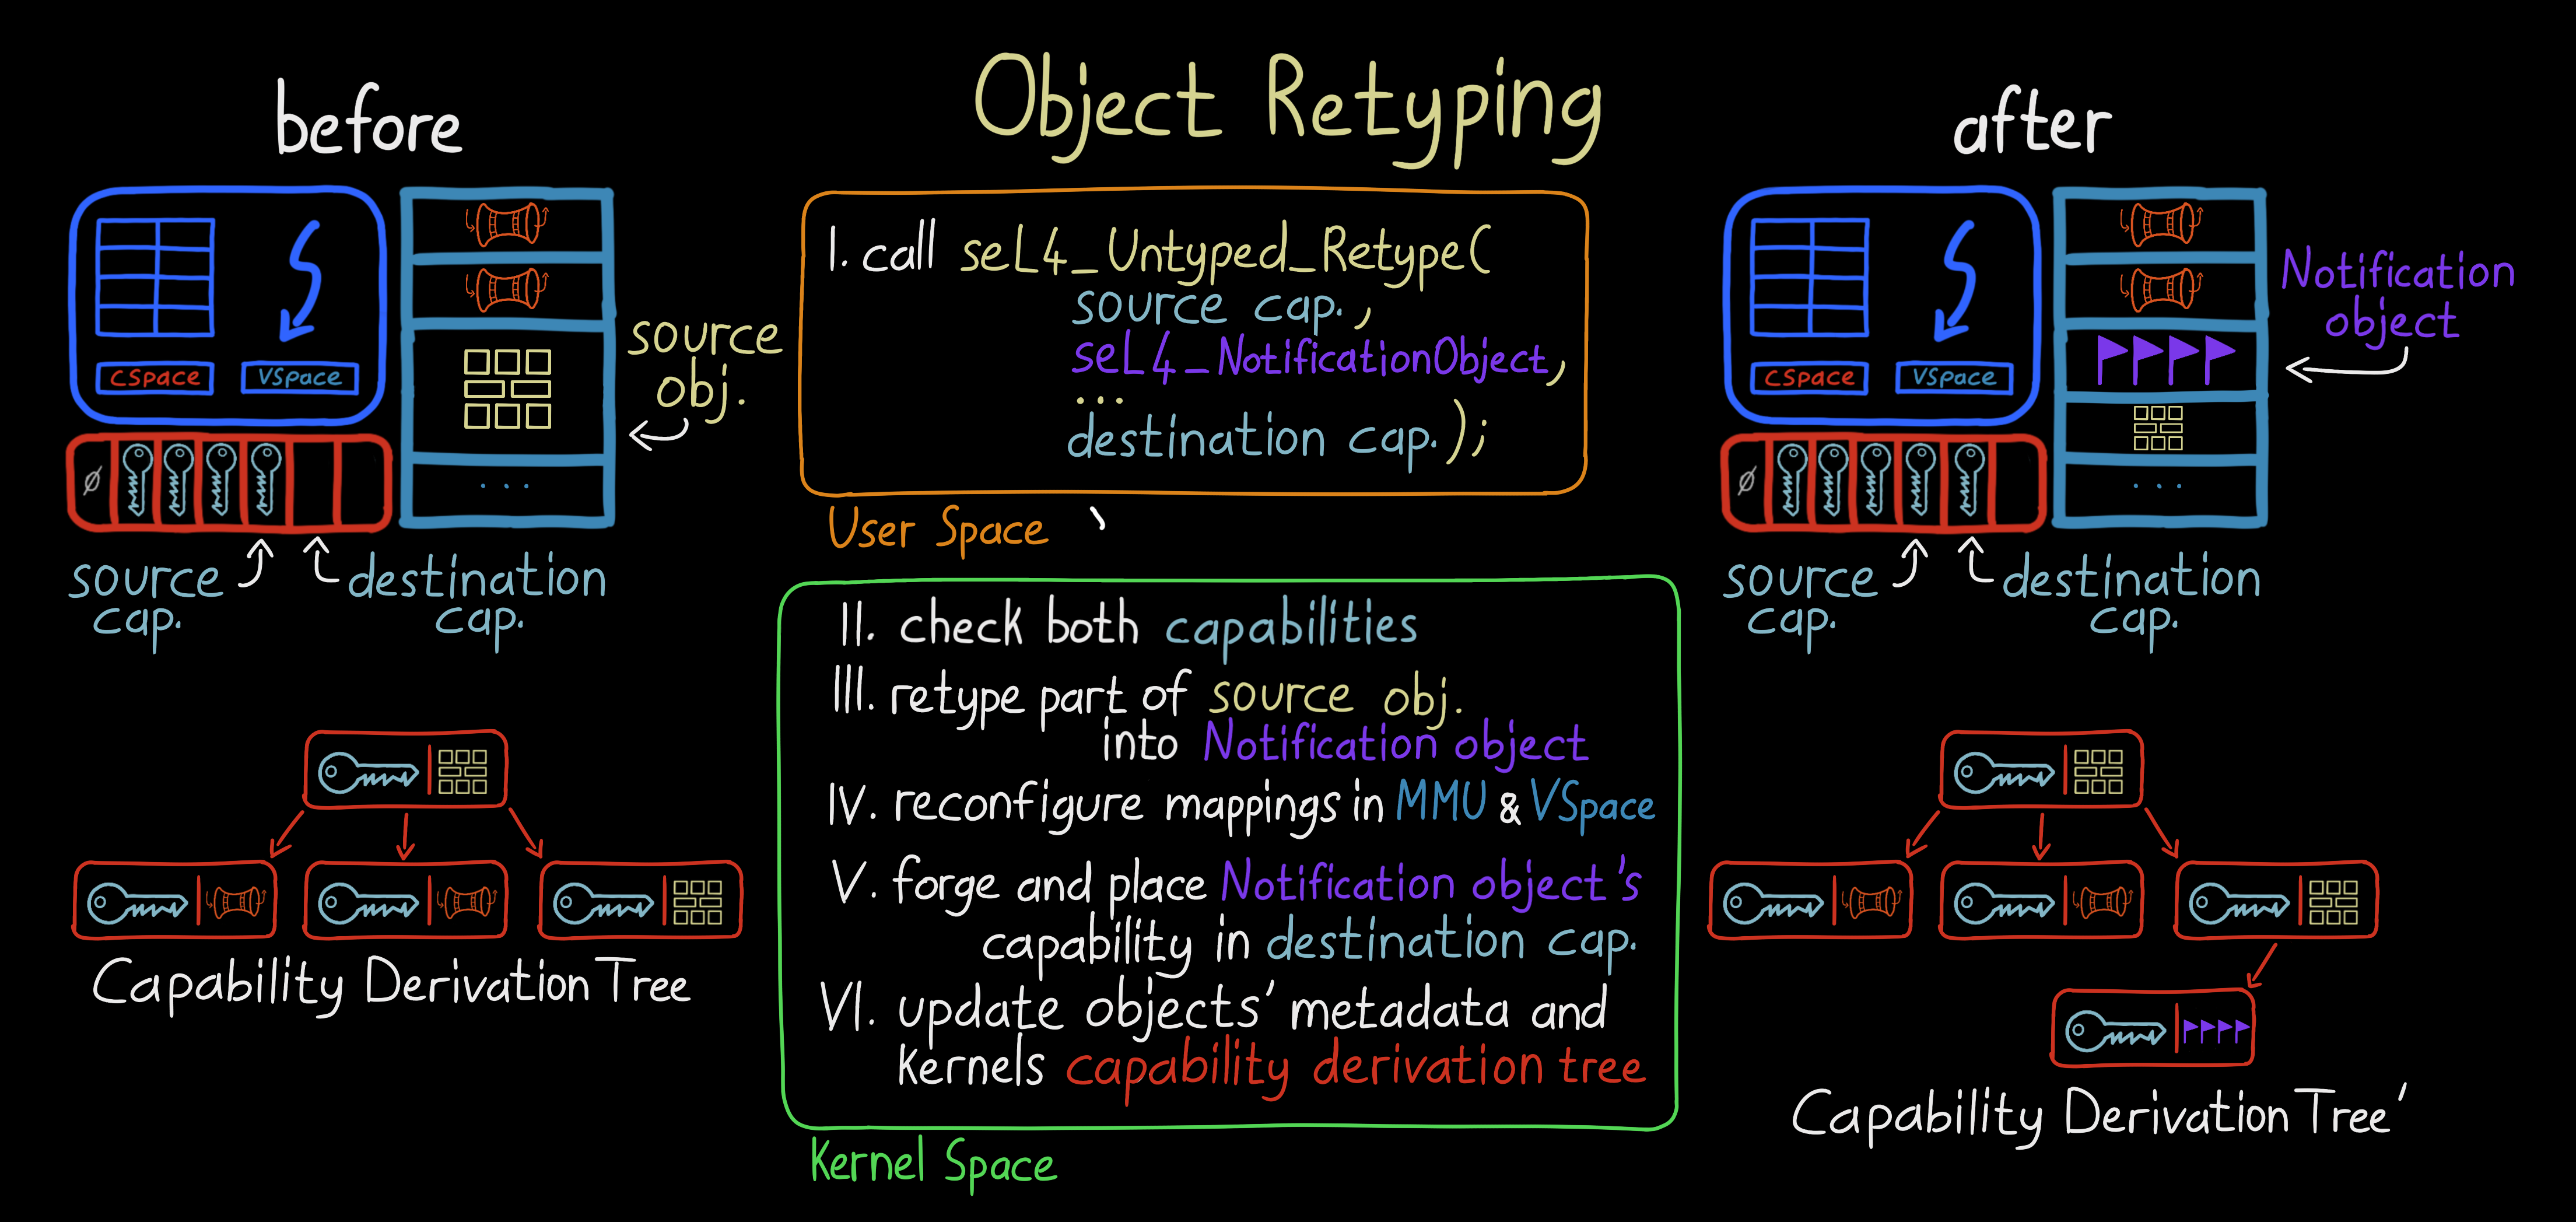 Object Retyping
before
CSpace
VSpace
ø
. . .
source
obj.
source
cap.
destination
cap.
Capability Derivation Tree
I. call seL4_Untyped_Retype(
source cap.,
seL4_NotificationObject,
...
destination cap.);
User Space
II. check both capabilities
III. retype part of source obj.
into Notification object
IV. reconfigure mappings in MMU & VSpace
V. forge and place Notification object's
capability in destination cap.
VI. update objects' metadata and
kernels capability derivation tree
Kernel Space
after
CSpace
VSpace
ø
. . .
Notification
object
source
cap.
destination
cap.
Capability Derivation Tree'